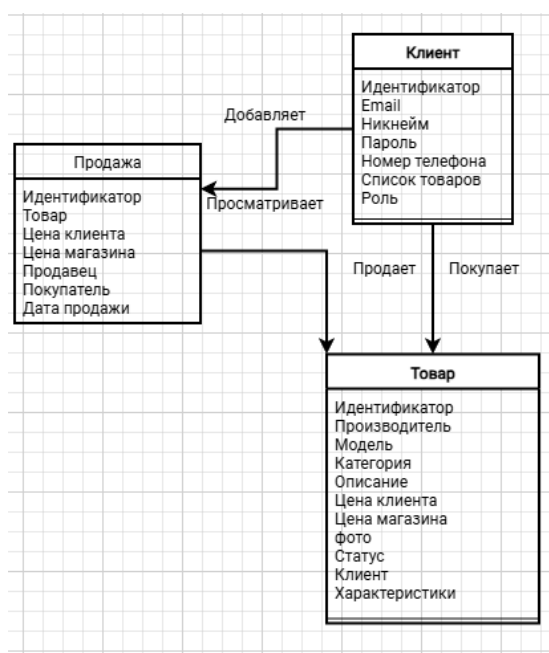 Клиент
Идентификатор
Email
Никнейм
Пароль
Номер телефона
Список товаров
Роль
Добавляет
Просматривает
Продажа
Идентификатор
Товар
Цена клиента
Цена магазина
Продавец
Покупатель
Дата продажи
Продает
Покупает
Товар
Идентификатор
Производитель
Модель
Категория
Описание
Цена клиента
Цена магазина
фото
Статус
Клиент
Характеристики